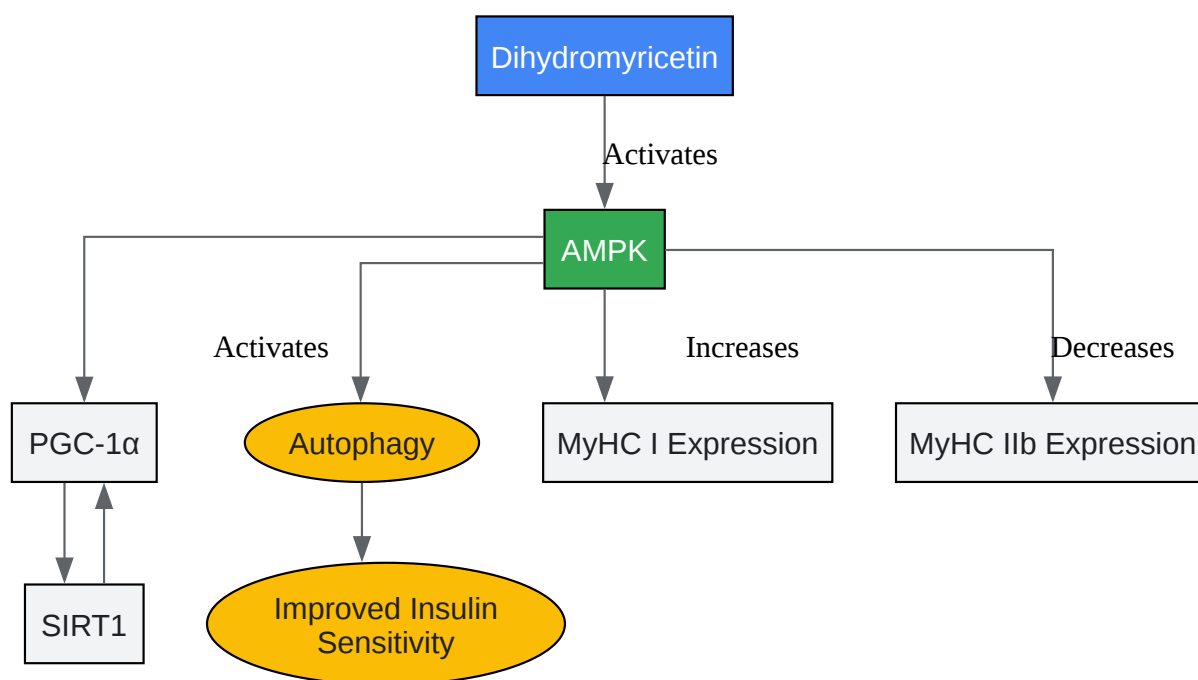 Dihydromyricetin
Activates
AMPK
Activates
Increases
Decreases
PGC-1α
Autophagy
MyHC I Expression
MyHC IIb Expression
SIRT1
Improved Insulin
Sensitivity